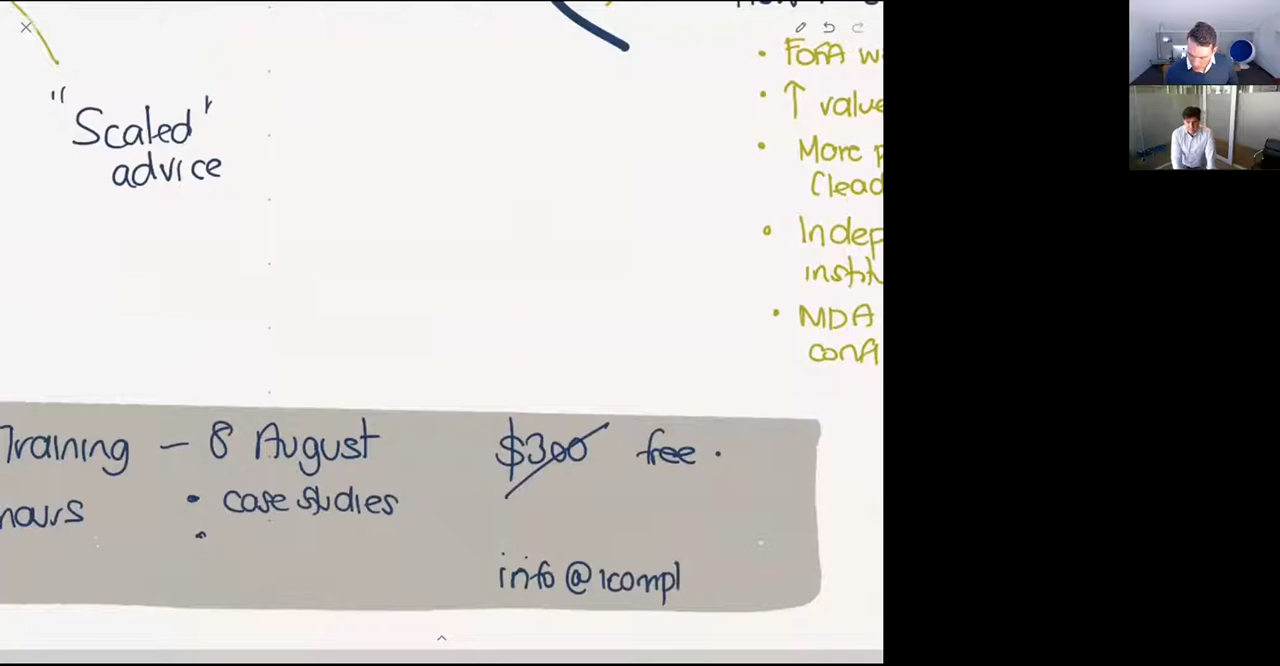 "Scaled"
advice
• FOFA w
• ↑ value
• More p
(lead
• Indep
instit
• MDA
conf
Training – 8 August
hours
• case studies
•
$300 free.
info@icompl